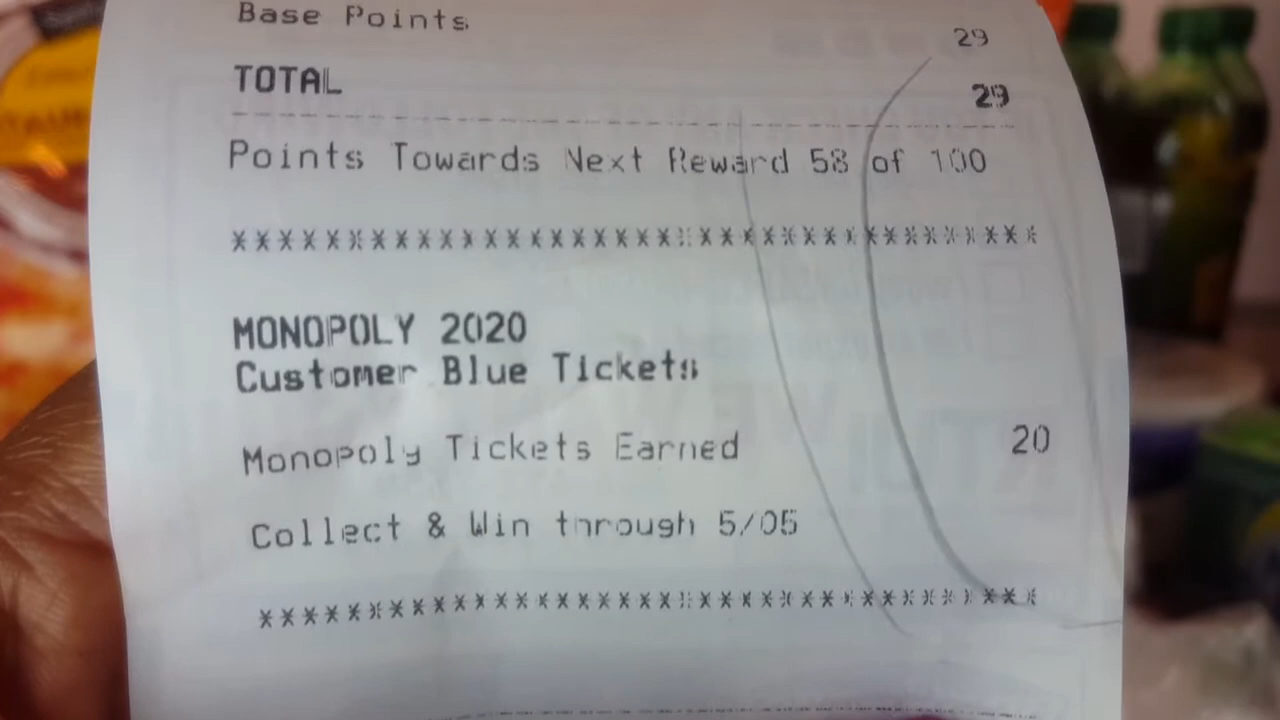 Base Points 29
TOTAL 29
Points Towards Next Reward 58 of 100
************************************
MONOPOLY 2020
Customer Blue Tickets
Monopoly Tickets Earned 20
Collect & Win through 5/05
************************************